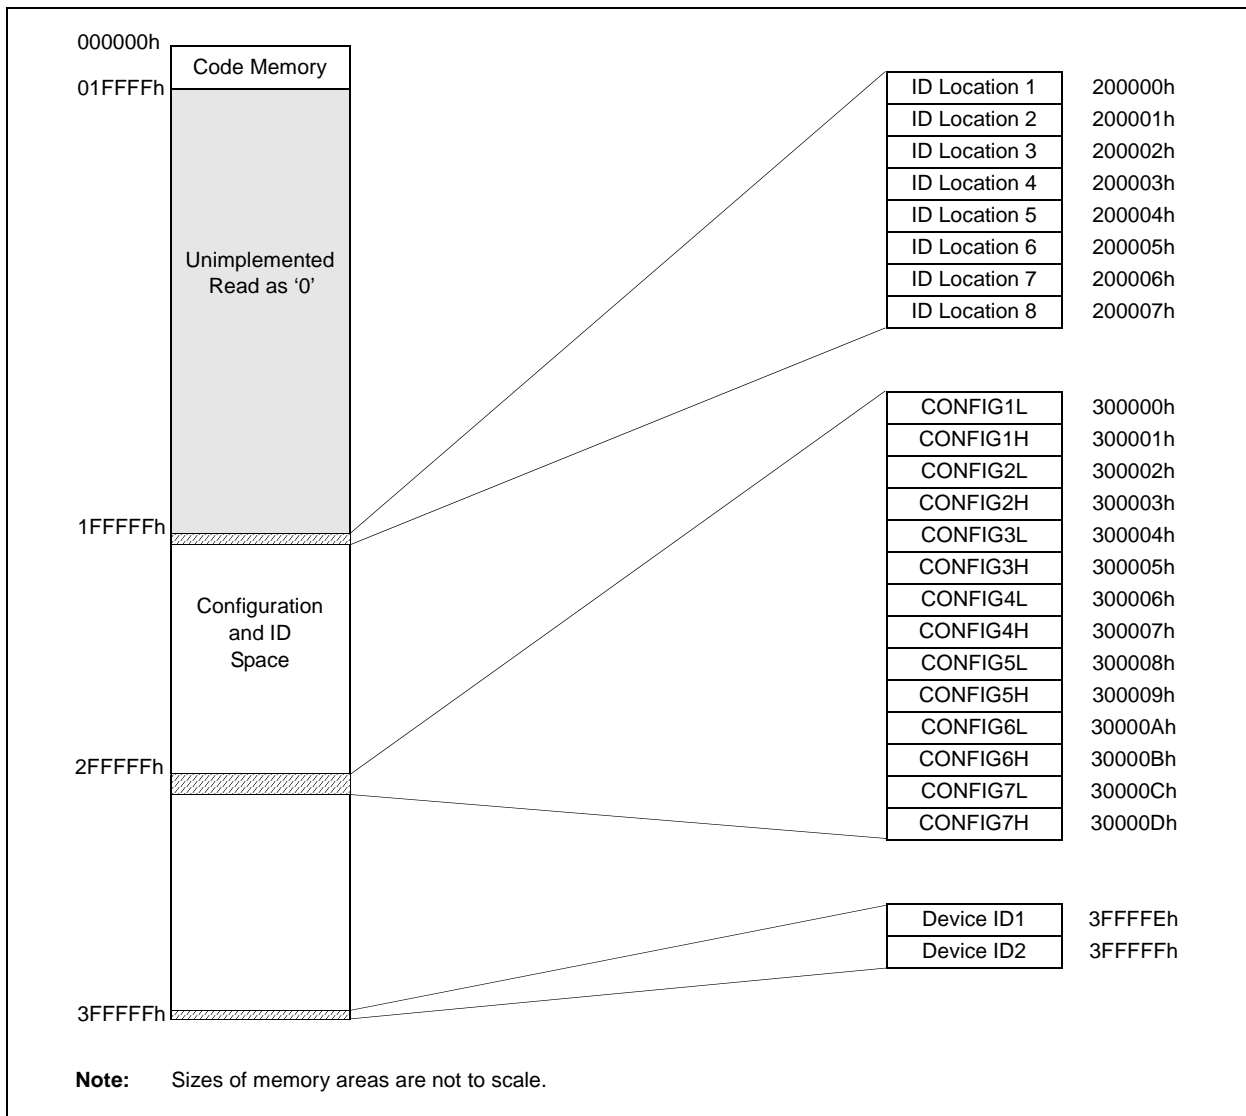 000000h
Code Memory
01FFFFh
Unimplemented
Read as ‘0’
1FFFFFh
Configuration
and ID
Space
2FFFFFh
3FFFFFh
ID Location 1 200000h
ID Location 2 200001h
ID Location 3 200002h
ID Location 4 200003h
ID Location 5 200004h
ID Location 6 200005h
ID Location 7 200006h
ID Location 8 200007h
CONFIG1L 300000h
CONFIG1H 300001h
CONFIG2L 300002h
CONFIG2H 300003h
CONFIG3L 300004h
CONFIG3H 300005h
CONFIG4L 300006h
CONFIG4H 300007h
CONFIG5L 300008h
CONFIG5H 300009h
CONFIG6L 30000Ah
CONFIG6H 30000Bh
CONFIG7L 30000Ch
CONFIG7H 30000Dh
Device ID1 3FFFFEh
Device ID2 3FFFFFh
Note: Sizes of memory areas are not to scale.